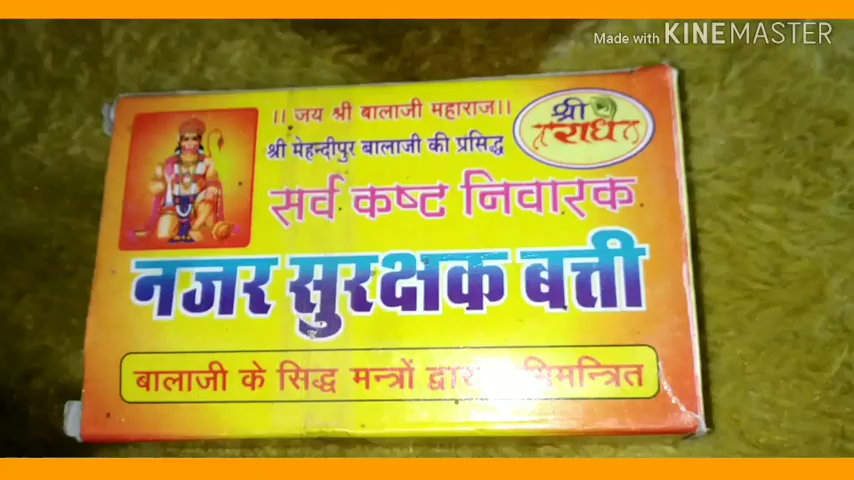 Made with KINEMASTER
।। जय श्री बालाजी महाराज।।
श्री राधे
श्री मेहन्दीपुर बालाजी की प्रसिद्ध
सर्व कष्ट निवारक
नजर सुरक्षक बत्ती
बालाजी के सिद्ध मन्त्रों